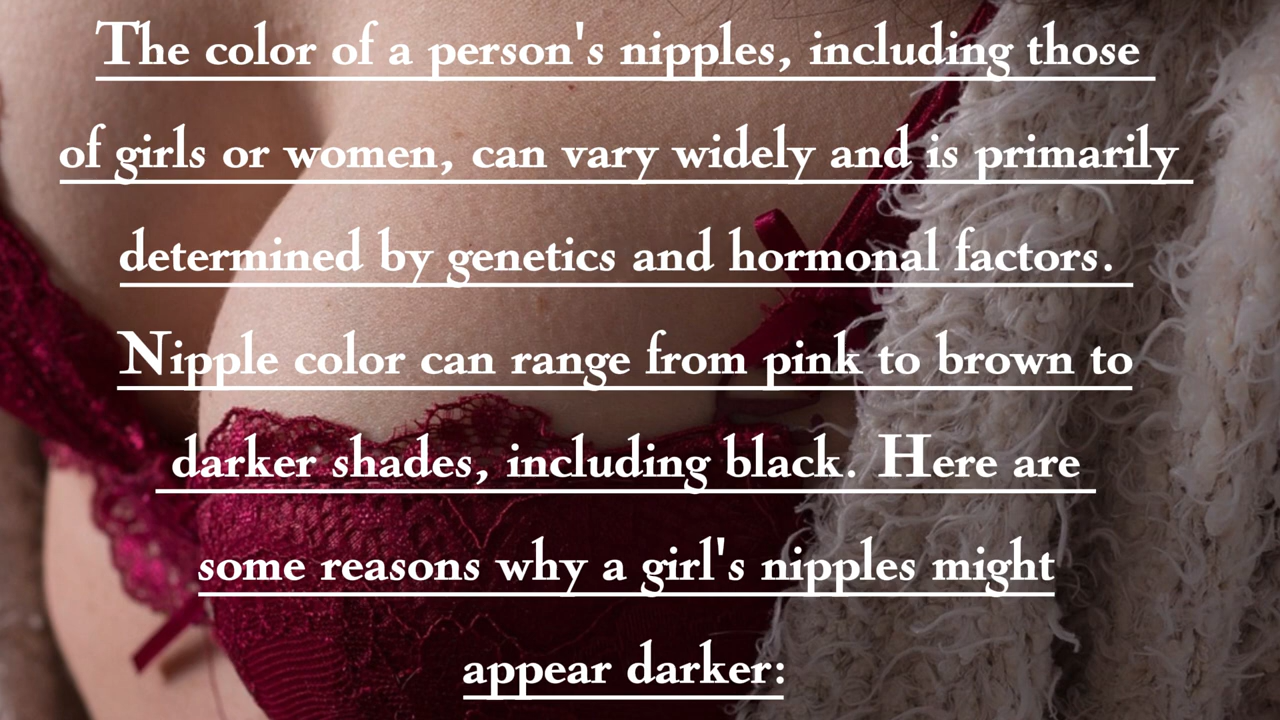 The color of a person's nipples, including those
of girls or women, can vary widely and is primarily
determined by genetics and hormonal factors.
Nipple color can range from pink to brown to
darker shades, including black. Here are
some reasons why a girl's nipples might
appear darker: